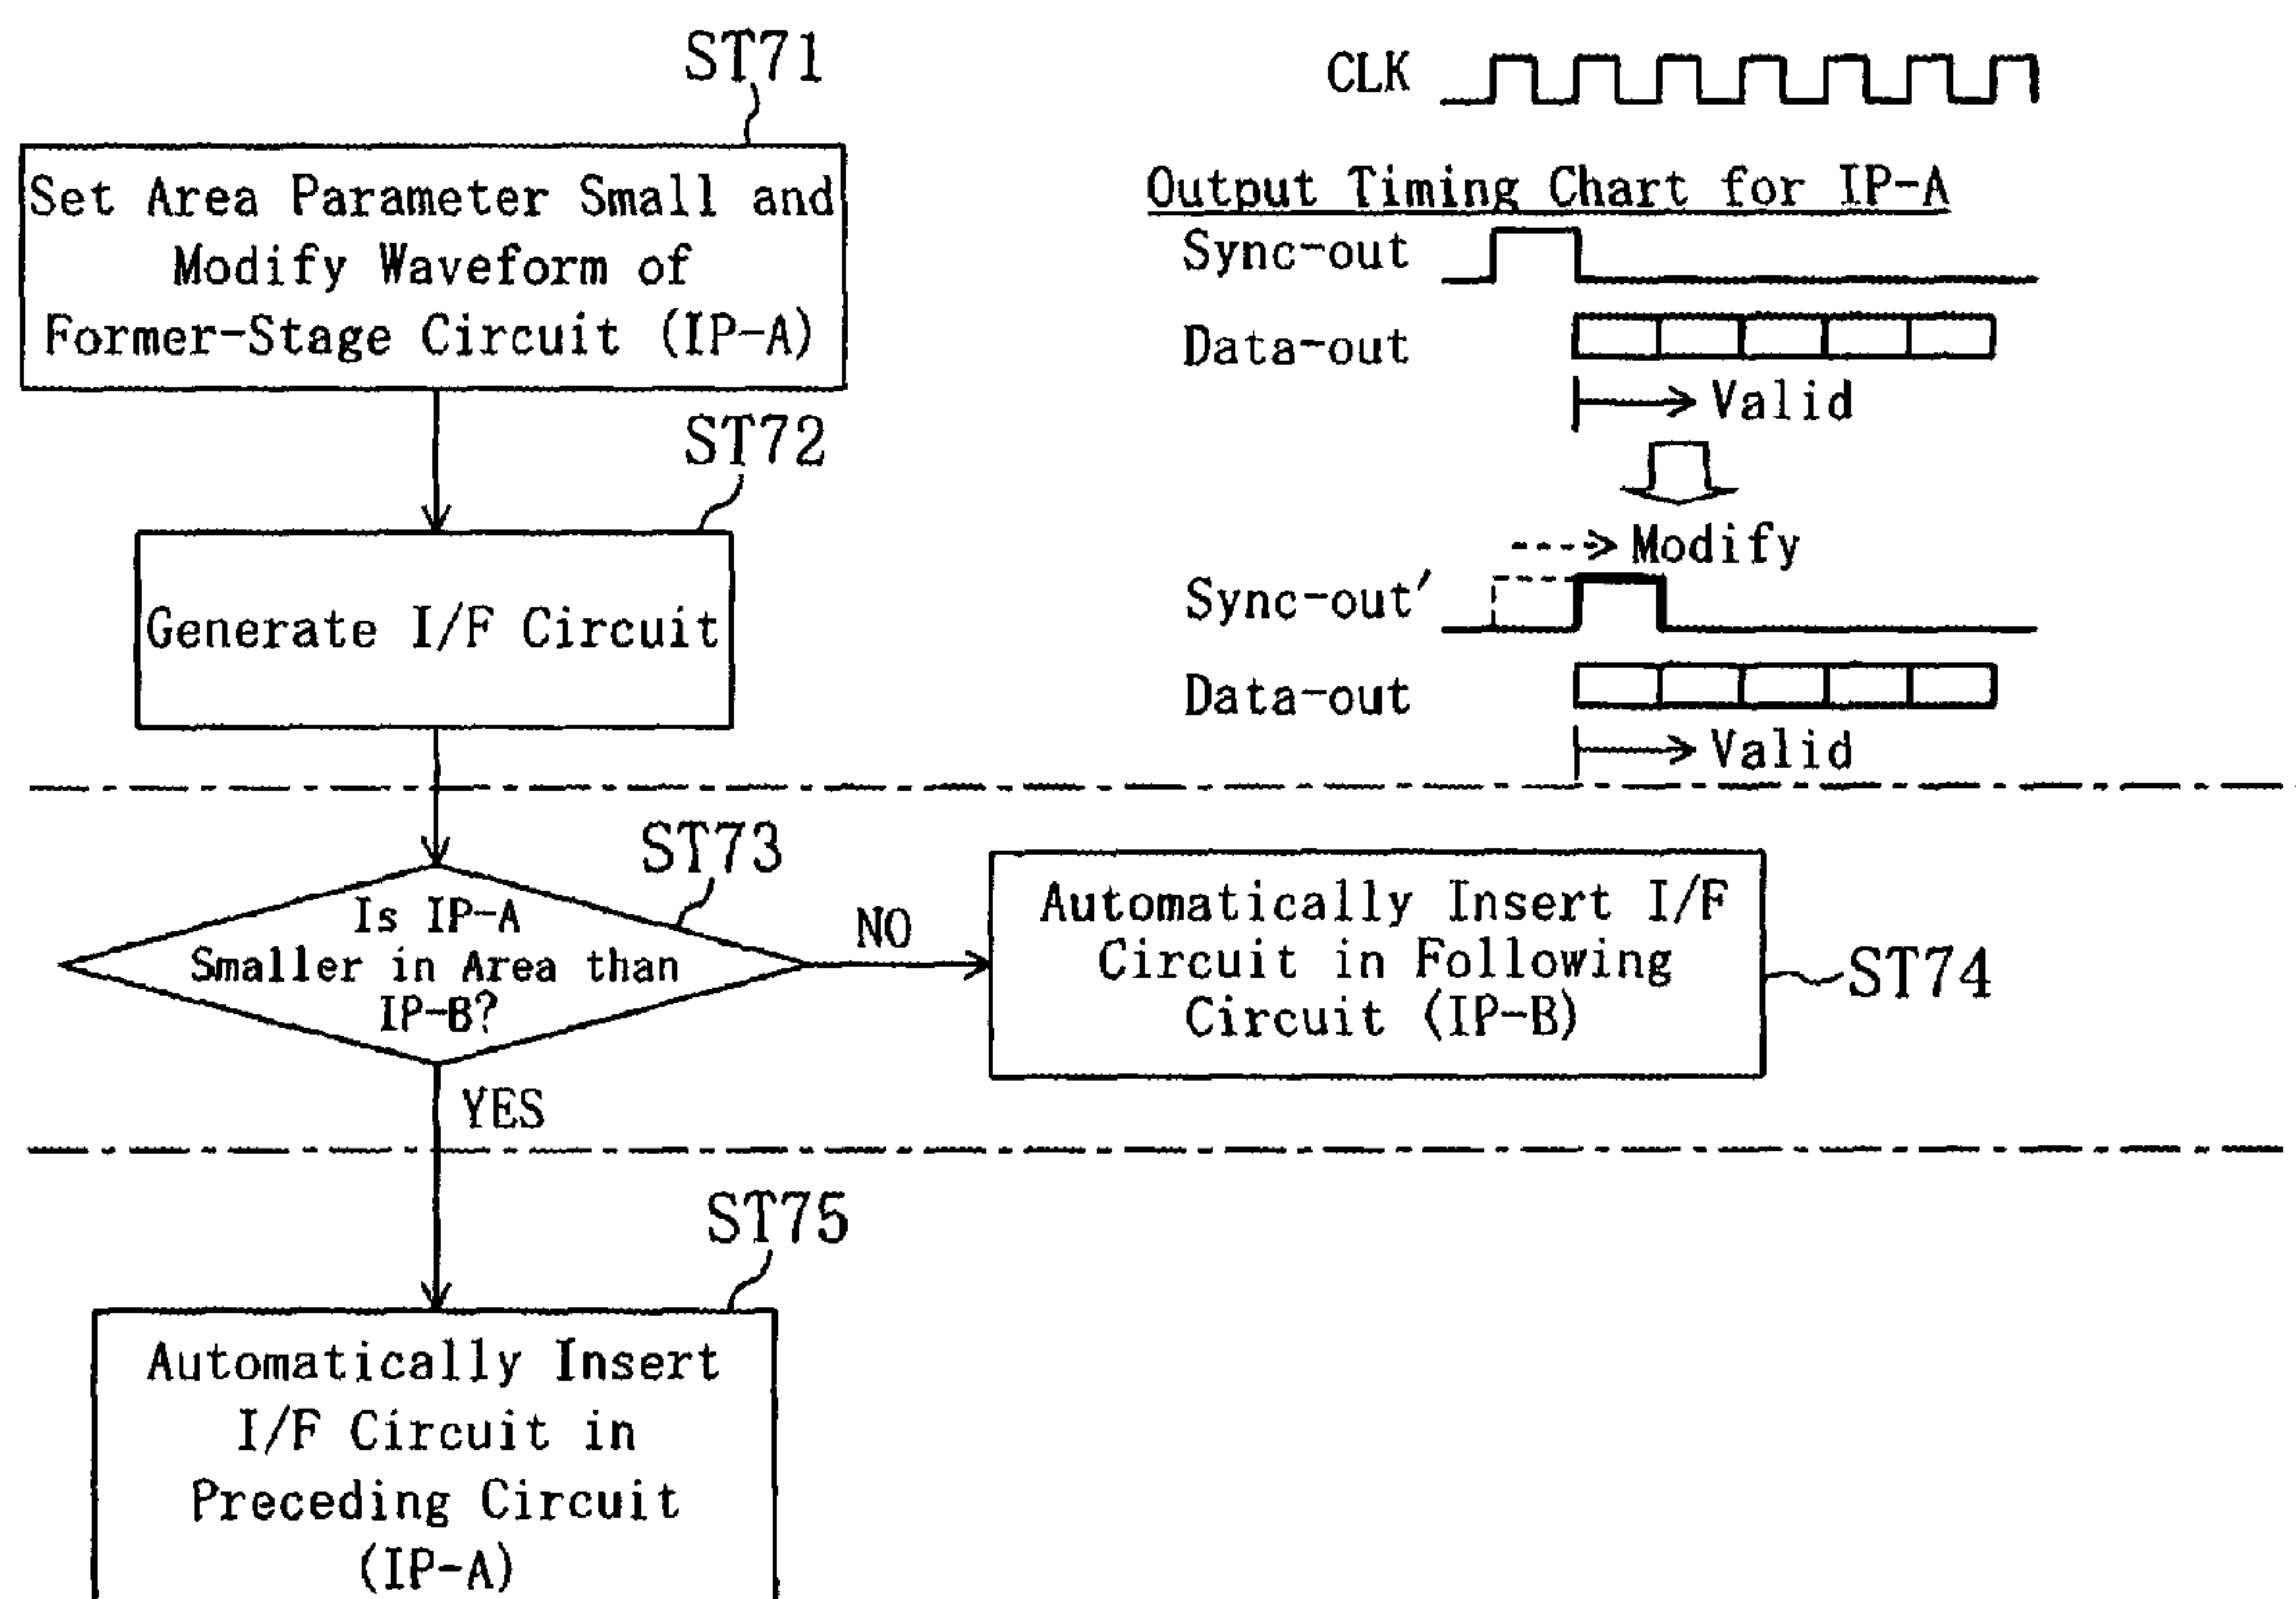 ST71
Set Area Parameter Small and
Modify Waveform of
Former-Stage Circuit (IP-A)
ST72
Generate I/F Circuit
CLK
Output Timing Chart for IP-A
Sync-out
Data-out
Valid
Modify
Sync-out′
Data-out
Valid
ST73
Is IP-A
Smaller in Area than
IP-B?
NO
YES
Automatically Insert I/F
Circuit in Following
Circuit (IP-B)
ST74
ST75
Automatically Insert
I/F Circuit in
Preceding Circuit
(IP-A)